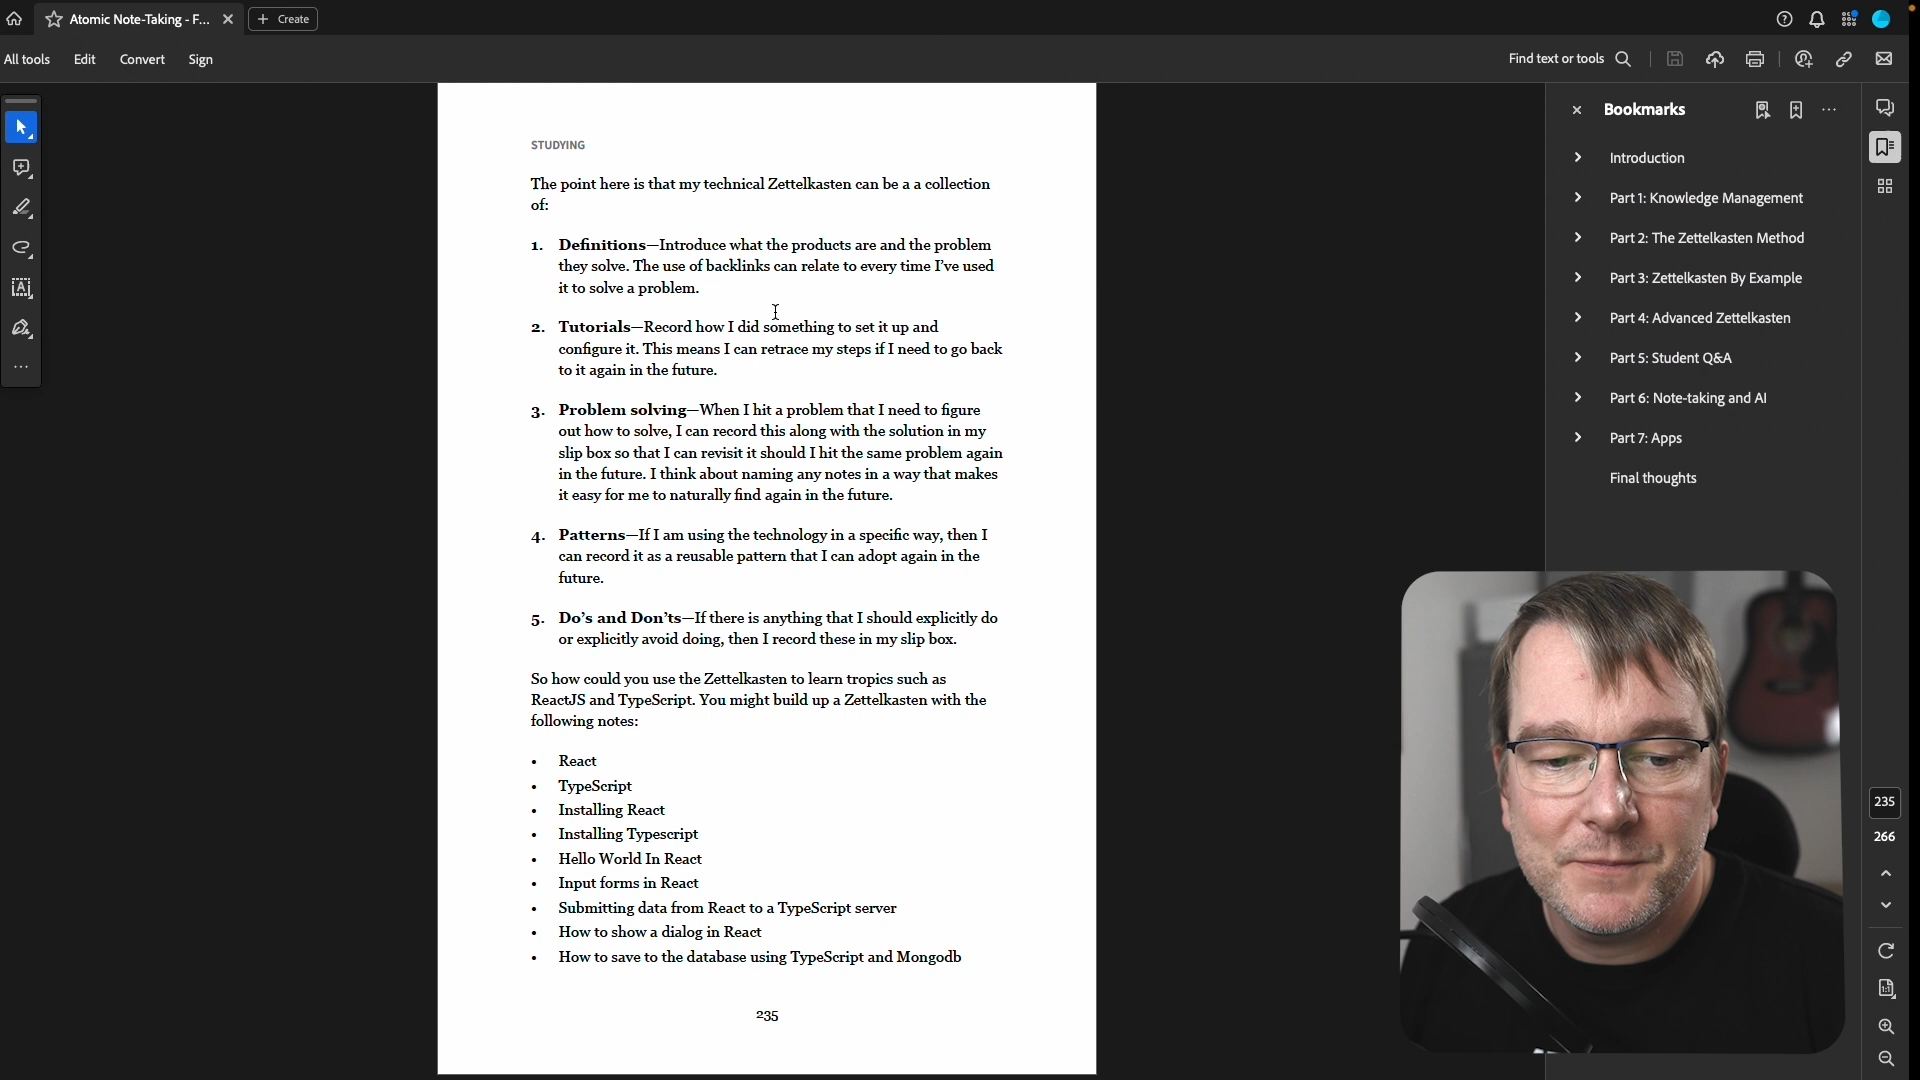 Atomic Note-Taking - F...
Create
All tools
Edit
Convert
Sign
Find text or tools
STUDYING
The point here is that my technical Zettelkasten can be a a collection
of:
1. Definitions—Introduce what the products are and the problem
they solve. The use of backlinks can relate to every time I've used
it to solve a problem.
2. Tutorials—Record how I did something to set it up and
configure it. This means I can retrace my steps if I need to go back
to it again in the future.
3. Problem solving—When I hit a problem that I need to figure
out how to solve, I can record this along with the solution in my
slip box so that I can revisit it should I hit the same problem again
in the future. I think about naming any notes in a way that makes
it easy for me to naturally find again in the future.
4. Patterns—If I am using the technology in a specific way, then I
can record it as a reusable pattern that I can adopt again in the
future.
5. Do's and Don'ts—If there is anything that I should explicitly do
or explicitly avoid doing, then I record these in my slip box.
So how could you use the Zettelkasten to learn tropics such as
ReactJS and TypeScript. You might build up a Zettelkasten with the
following notes:
• React
• TypeScript
• Installing React
• Installing Typescript
• Hello World In React
• Input forms in React
• Submitting data from React to a TypeScript server
• How to show a dialog in React
• How to save to the database using TypeScript and Mongodb
235
Bookmarks
Introduction
Part 1: Knowledge Management
Part 2: The Zettelkasten Method
Part 3: Zettelkasten By Example
Part 4: Advanced Zettelkasten
Part 5: Student Q&A
Part 6: Note-taking and AI
Part 7: Apps
Final thoughts
235
266